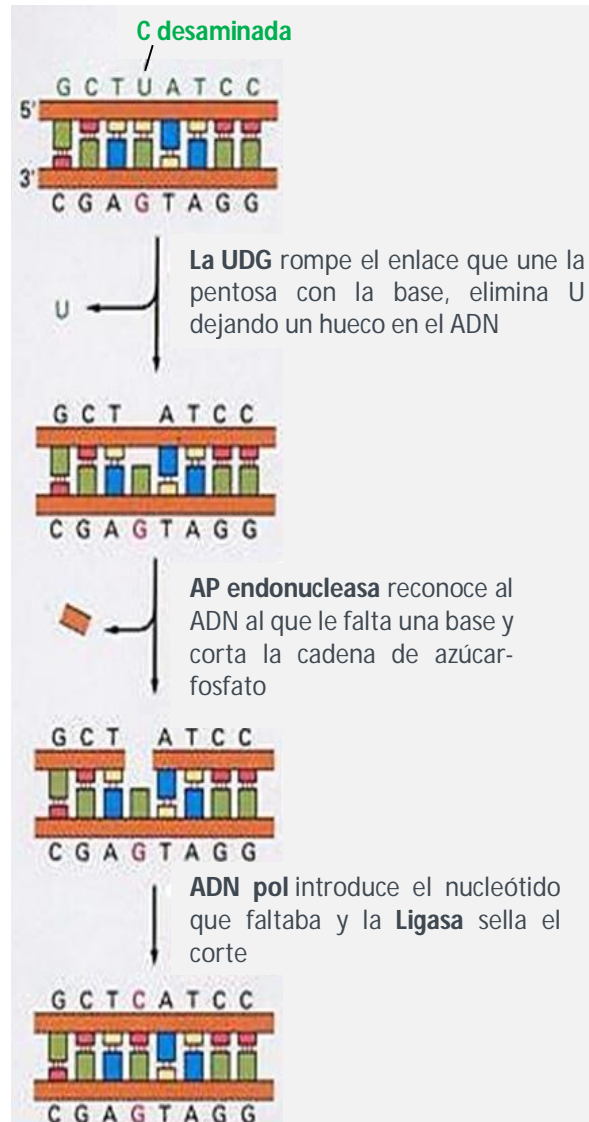 C desaminada
G C T U A T C C
5'
3'
C G A G T A G G
La UDG rompe el enlace que une la
pentosa con la base, elimina U
dejando un hueco en el ADN
U
G C T A T C C
C G A G T A G G
AP endonucleasa reconoce al
ADN al que le falta una base y
corta la cadena de azúcar-
fosfato
G C T A T C C
C G A G T A G G
ADN pol introduce el nucleótido
que faltaba y la Ligasa sella el
corte
G C T C A T C C
C G A G T A G G